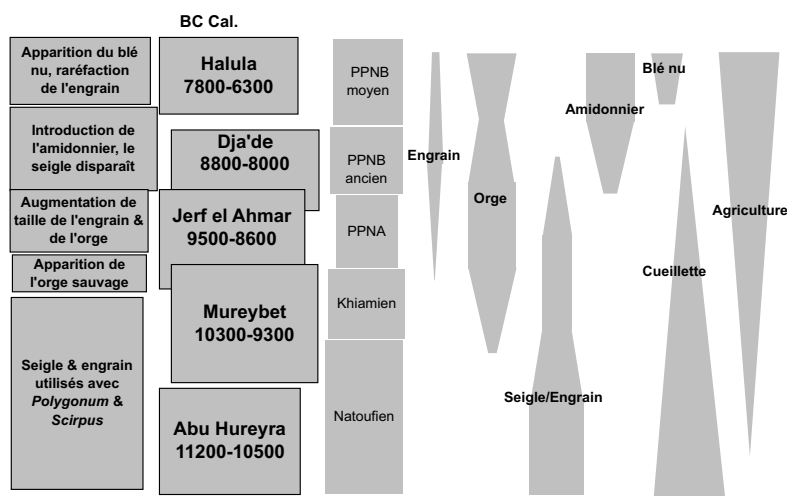 BC Cal.
Apparition du blé
nu, raréfaction
de l'engrain
Introduction de
l'amidonnier, le
seigle disparaît
Augmentation de
taille de l'engrain &
de l'orge
Apparition de
l'orge sauvage
Seigle & engrain
utilisés avec
Polygonum &
Scirpus
Halula
7800-6300
Dja'de
8800-8000
Jerf el Ahmar
9500-8600
Mureybet
10300-9300
Abu Hureyra
11200-10500
PPNB
moyen
PPNB
ancien
PPNA
Khiamien
Natoufien
Engrain
Orge
Seigle/Engrain
Amidonnier
Blé nu
Cueillette
Agriculture